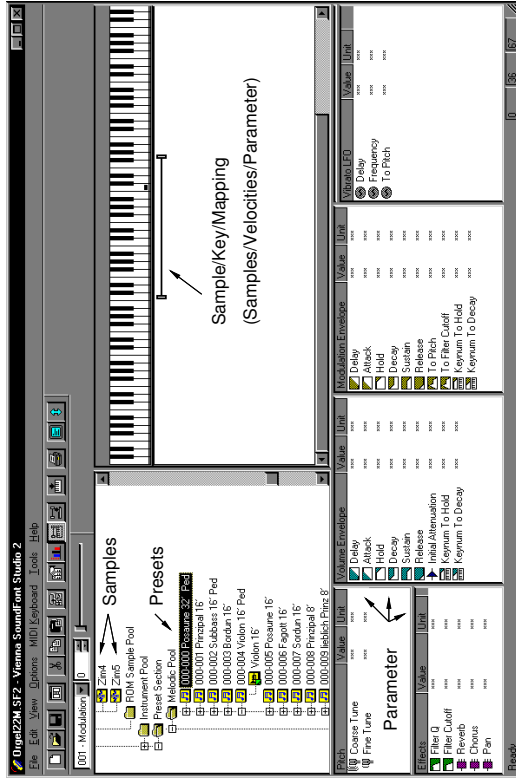 Orgel22M.SF2 - Vienna SoundFont Studio 2
File Edit View Options MIDI Keyboard Tools Help
001 - Modulation 0
Zim4
Zim5
ROM Sample Pool
Instrument Pool
Preset Section
Melodic Pool
000-000 Posaune 32´ Ped
000-001 Prinzpal 16´
000-002 Subbass 16´ Ped
000-003 Bordun 16´
000-004 Violon 16´ Ped
Violon 16´
000-005 Posaune 16´
000-006 Fagott 16´
000-007 Sordun 16´
000-008 Prinzipal 8´
000-009 lieblich Prinz 8´
Samples
Presets
Sample/Key/Mapping
(Samples/Velocities/Parameter)
Pitch Value Unit
Coarse Tune *** ***
Fine Tune *** ***
Parameter
Effects Value Unit
Filter Q *** ***
Filter Cutoff *** ***
Reverb *** ***
Chorus *** ***
Pan *** ***
Volume Envelope Value Unit
Delay *** ***
Attack *** ***
Hold *** ***
Decay *** ***
Sustain *** ***
Release *** ***
Initial Attenuation *** ***
Keynum To Hold *** ***
Keynum To Decay *** ***
Modulation Envelope Value Unit
Delay *** ***
Attack *** ***
Hold *** ***
Decay *** ***
Sustain *** ***
Release *** ***
To Pitch *** ***
To Filter Cutoff *** ***
Keynum To Hold *** ***
Keynum To Decay *** ***
Vibrato LFO Value Unit
Delay *** ***
Frequency *** ***
To Pitch *** ***
Ready 0 36 67